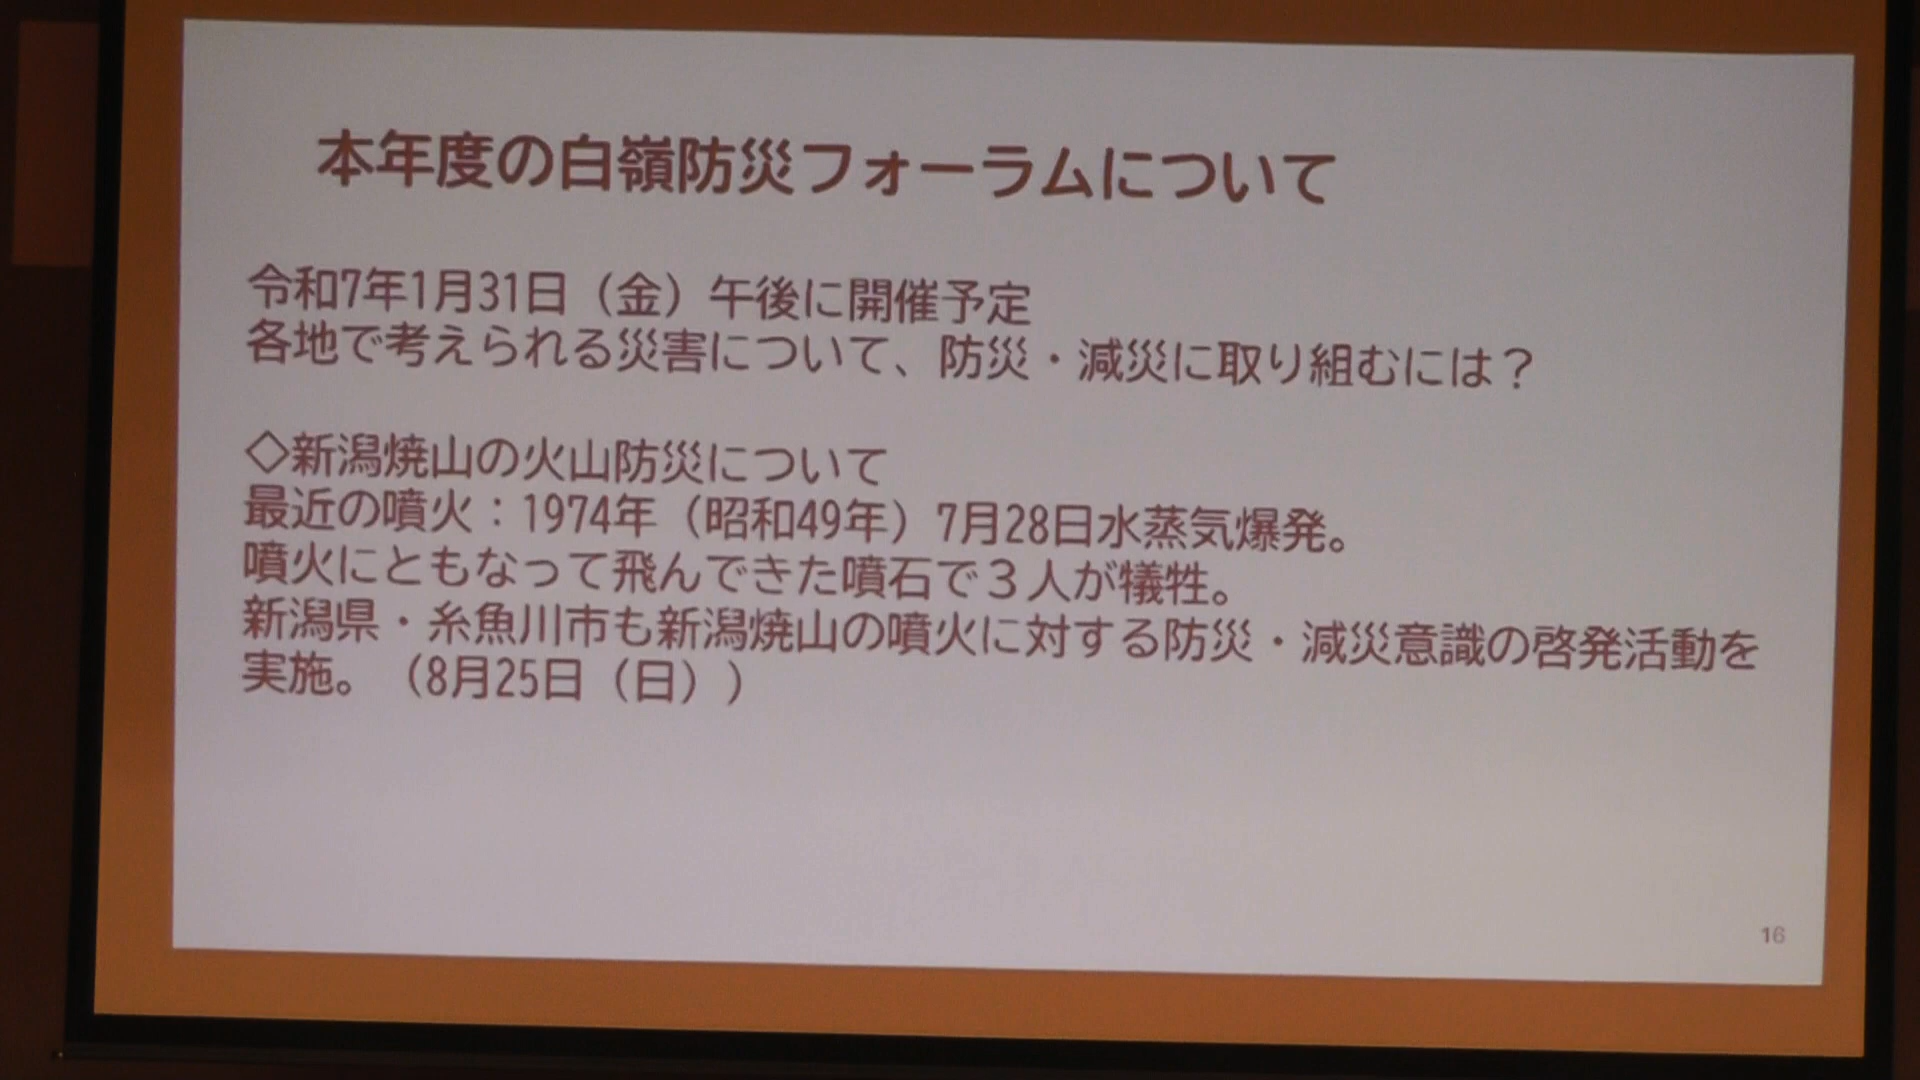 本年度の白嶺防災フォーラムについて
令和7年1月31日（金）午後に開催予定
各地で考えられる災害について、防災・減災に取り組むには？
◇新潟焼山の火山防災について
最近の噴火：1974年（昭和49年）7月28日水蒸気爆発。
噴火にともなって飛んできた噴石で３人が犠牲。
新潟県・糸魚川市も新潟焼山の噴火に対する防災・減災意識の啓発活動を
実施。（8月25日（日））
16